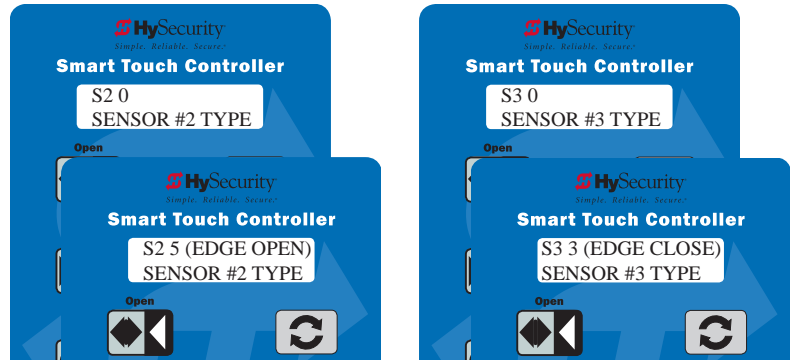 HySecurity
Simple. Reliable. Secure.
Smart Touch Controller
S2 0
SENSOR #2 TYPE
Open
HySecurity
Simple. Reliable. Secure.
Smart Touch Controller
S2 5 (EDGE OPEN)
SENSOR #2 TYPE
Open
HySecurity
Simple. Reliable. Secure.
Smart Touch Controller
S3 0
SENSOR #3 TYPE
Open
HySecurity
Simple. Reliable. Secure.
Smart Touch Controller
S3 3 (EDGE CLOSE)
SENSOR #3 TYPE
Open